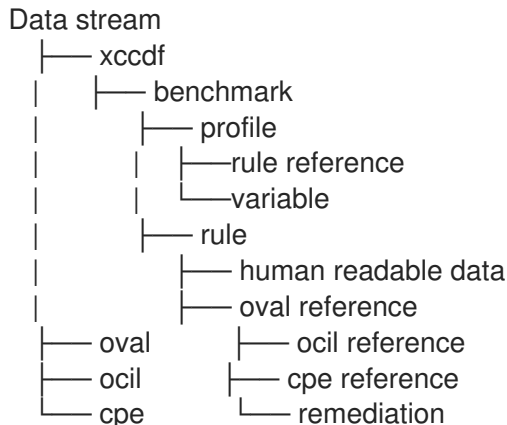 Data stream
├── xccdf
│ ├── benchmark
│ ├── profile
│ │ ├──rule reference
│ │ └──variable
│ ├── rule
│ ├── human readable data
│ ├── oval reference
├── oval ├── ocil reference
├── ocil ├── cpe reference
└── cpe └── remediation